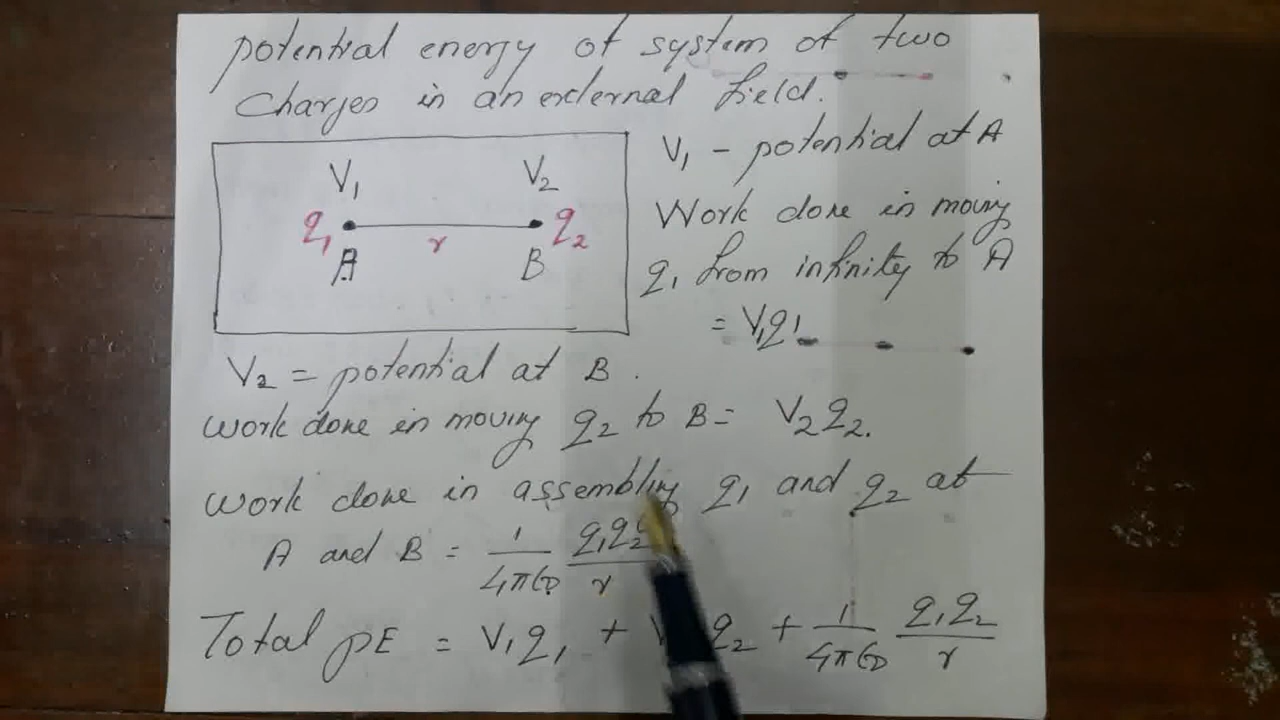 potential energy of system of two
charges in an external field.
V₁ V₂
q₁ r q₂
A B
V₁ – potential at A
Work done in moving
q₁ from infinity to A
= V₁q₁
V₂ = potential at B.
Work done in moving q₂ to B = V₂q₂.
Work done in assembling q₁ and q₂ at
A and B = 1/4πϵ₀ q₁q₂/r
Total PE = V₁q₁ + q₂ + 1/4πϵ₀ q₁q₂/r